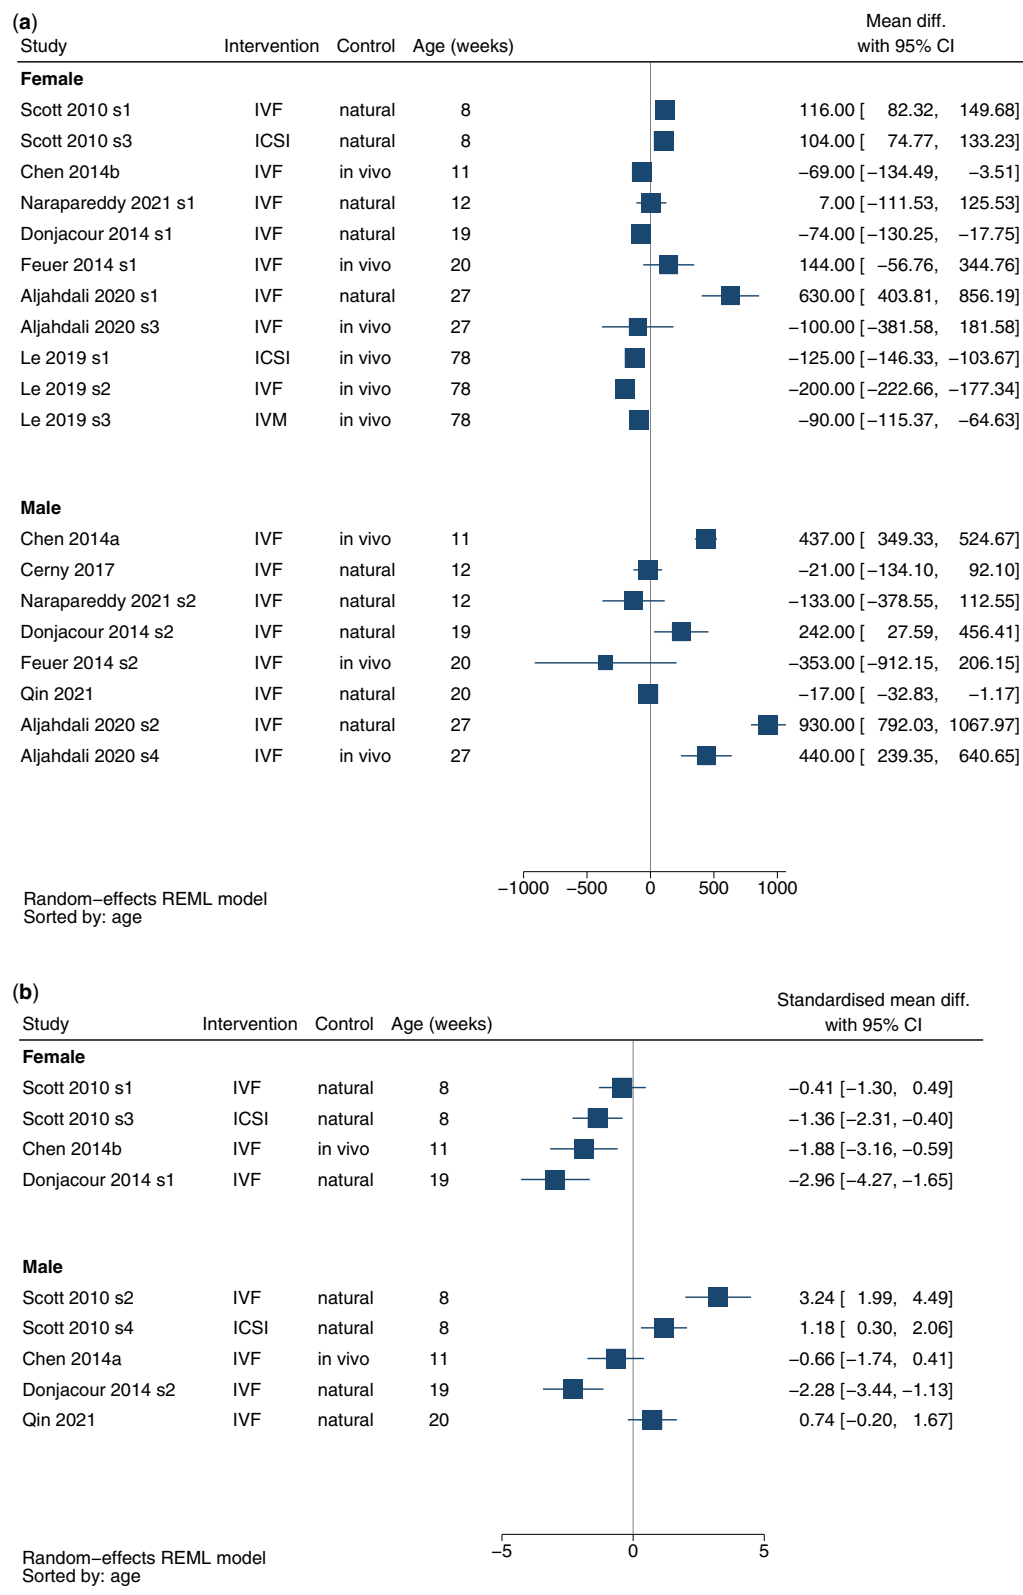 (a)
Mean diff.
Study Intervention Control Age (weeks) with 95% CI
Female
Scott 2010 s1 IVF natural 8 116.00 [ 82.32, 149.68]
Scott 2010 s3 ICSI natural 8 104.00 [ 74.77, 133.23]
Chen 2014b IVF in vivo 11 −69.00 [−134.49, −3.51]
Narapareddy 2021 s1 IVF natural 12 7.00 [−111.53, 125.53]
Donjacour 2014 s1 IVF natural 19 −74.00 [−130.25, −17.75]
Feuer 2014 s1 IVF in vivo 20 144.00 [ −56.76, 344.76]
Aljahdali 2020 s1 IVF natural 27 630.00 [ 403.81, 856.19]
Aljahdali 2020 s3 IVF in vivo 27 −100.00 [−381.58, 181.58]
Le 2019 s1 ICSI in vivo 78 −125.00 [−146.33, −103.67]
Le 2019 s2 IVF in vivo 78 −200.00 [−222.66, −177.34]
Le 2019 s3 IVM in vivo 78 −90.00 [−115.37, −64.63]
Male
Chen 2014a IVF in vivo 11 437.00 [ 349.33, 524.67]
Cerny 2017 IVF natural 12 −21.00 [−134.10, 92.10]
Narapareddy 2021 s2 IVF natural 12 −133.00 [−378.55, 112.55]
Donjacour 2014 s2 IVF natural 19 242.00 [ 27.59, 456.41]
Feuer 2014 s2 IVF in vivo 20 −353.00 [−912.15, 206.15]
Qin 2021 IVF natural 20 −17.00 [ −32.83, −1.17]
Aljahdali 2020 s2 IVF natural 27 930.00 [ 792.03, 1067.97]
Aljahdali 2020 s4 IVF in vivo 27 440.00 [ 239.35, 640.65]
−1000 −500 0 500 1000
Random−effects REML model
Sorted by: age
(b)
Standardised mean diff.
Study Intervention Control Age (weeks) with 95% CI
Female
Scott 2010 s1 IVF natural 8 −0.41 [−1.30, 0.49]
Scott 2010 s3 ICSI natural 8 −1.36 [−2.31, −0.40]
Chen 2014b IVF in vivo 11 −1.88 [−3.16, −0.59]
Donjacour 2014 s1 IVF natural 19 −2.96 [−4.27, −1.65]
Male
Scott 2010 s2 IVF natural 8 3.24 [ 1.99, 4.49]
Scott 2010 s4 ICSI natural 8 1.18 [ 0.30, 2.06]
Chen 2014a IVF in vivo 11 −0.66 [−1.74, 0.41]
Donjacour 2014 s2 IVF natural 19 −2.28 [−3.44, −1.13]
Qin 2021 IVF natural 20 0.74 [−0.20, 1.67]
−5 0 5
Random−effects REML model
Sorted by: age